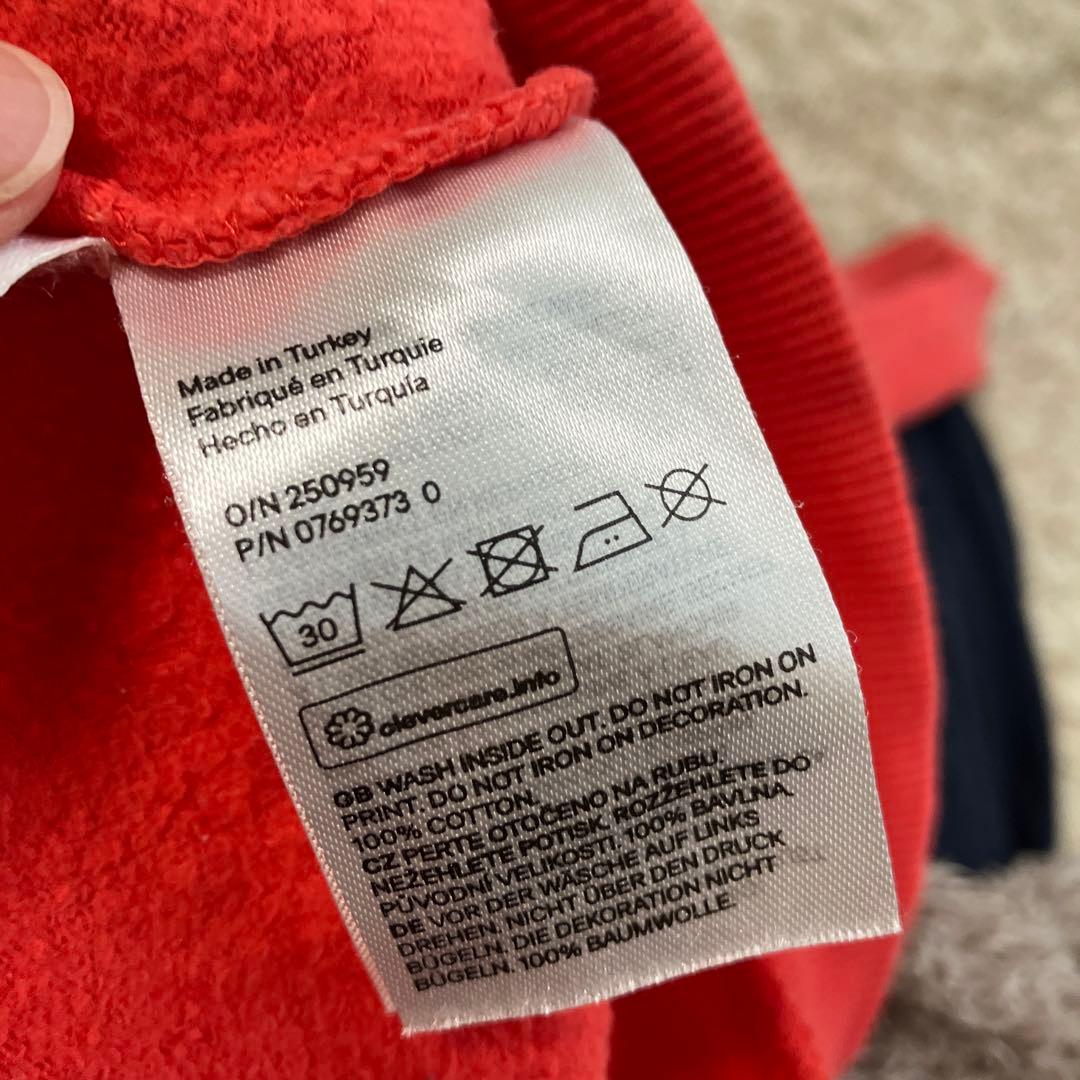 Made in Turkey
Fabriqué en Turquie
Hecho en Turquía
O/N 250959
P/N 0769373 0
30
clevercare.info
GB WASH INSIDE OUT. DO NOT IRON ON
PRINT. DO NOT IRON ON DECORATION.
100% COTTON.
CZ PERTE OTOČENO NA RUBU.
NEŽEHLETE POTISK. ROZŽEHLETE DO
PŮVODNÍ VELIKOSTI. 100% BAVLNA.
DE VOR DER WÄSCHE AUF LINKS
DREHEN. NICHT ÜBER DEN DRUCK
BÜGELN. DIE DEKORATION NICHT
BÜGELN. 100% BAUMWOLLE.